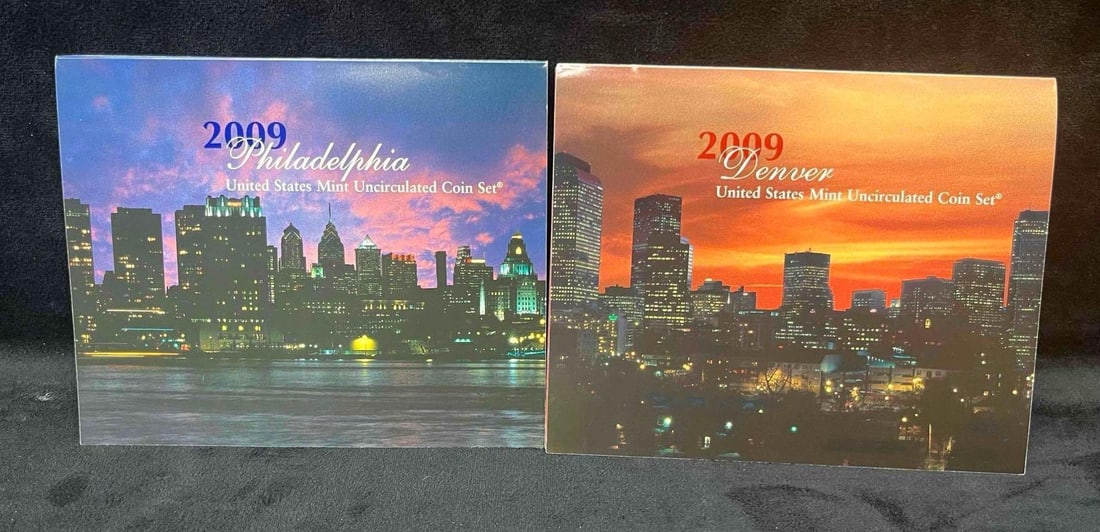 2009
Philadelphia
United States Mint Uncirculated Coin Set®
2009
Denver
United States Mint Uncirculated Coin Set®